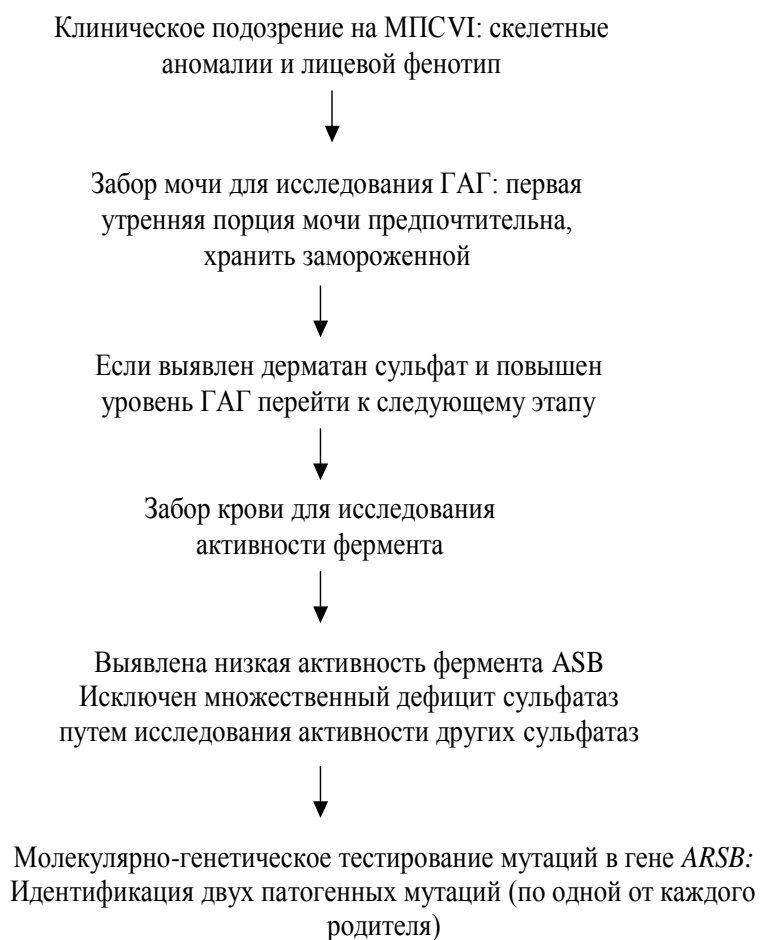 Клиническое подозрение на МПСVI: скелетные
аномалии и лицевой фенотип
Забор мочи для исследования ГАГ: первая
утренняя порция мочи предпочтительна,
хранить замороженной
Если выявлен дерматан сульфат и повышен
уровень ГАГ перейти к следующему этапу
Забор крови для исследования
активности фермента
Выявлена низкая активность фермента ASB
Исключен множественный дефицит сульфатаз
путем исследования активности других сульфатаз
Молекулярно-генетическое тестирование мутаций в гене ARSB:
Идентификация двух патогенных мутаций (по одной от каждого
родителя)